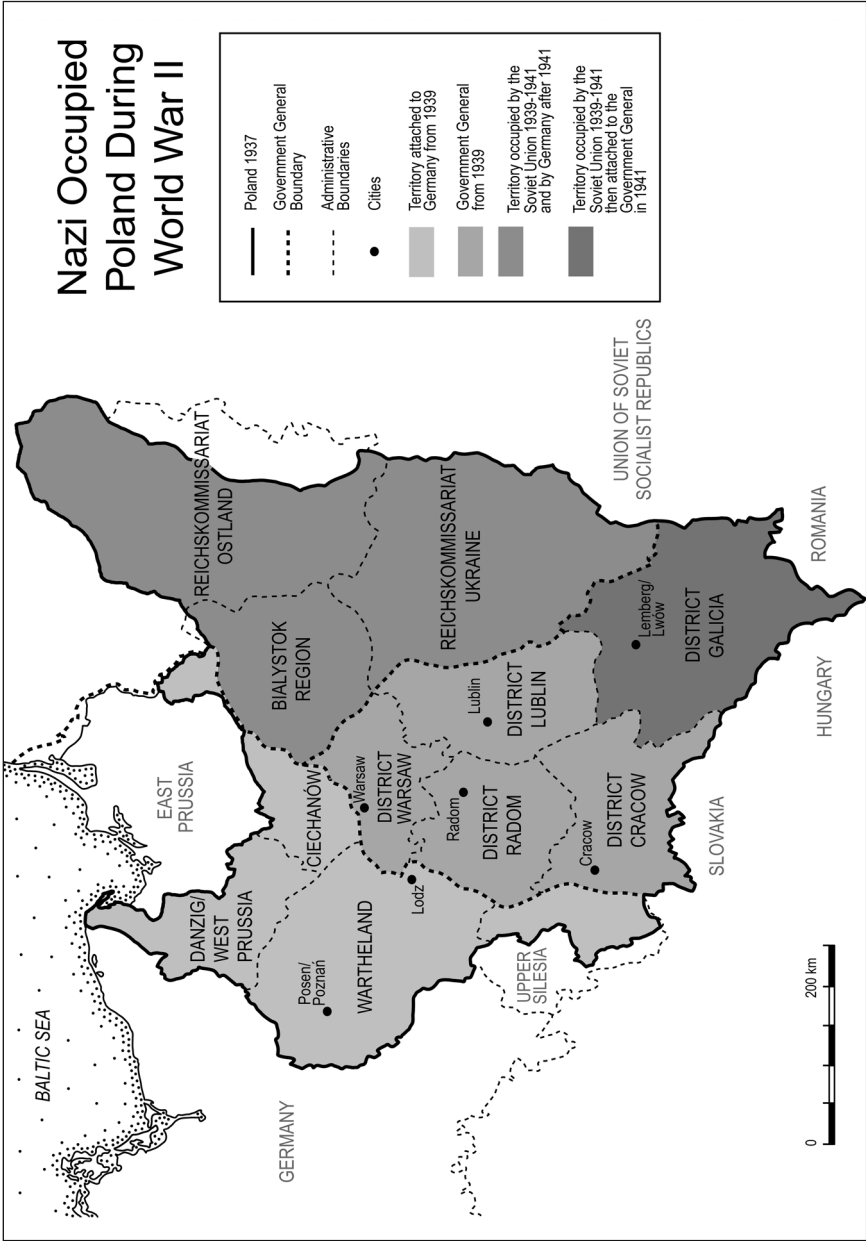 Nazi Occupied
Poland During
World War II
Poland 1937
Government General
Boundary
Administrative
Boundaries
Cities
Territory attached to
Germany from 1939
Government General
from 1939
Territory occupied by the
Soviet Union 1939-1941
and by Germany after 1941
Territory occupied by the
Soviet Union 1939-1941
then attached to the
Government General
in 1941
BALTIC SEA
EAST
PRUSSIA
REICHSKOMMISSARIAT
OSTLAND
DANZIG/
WEST
PRUSSIA
CIECHANÓW
BIALYSTOK
REGION
GERMANY
Posen/
Poznań
WARTHELAND
Warsaw
DISTRICT
WARSAW
Lodz
REICHSKOMMISSARIAT
UKRAINE
Radom
DISTRICT
RADOM
Lublin
DISTRICT
LUBLIN
UPPER
SILESIA
Cracow
DISTRICT
CRACOW
Lemberg/
Lwów
DISTRICT
GALICIA
UNION OF SOVIET
SOCIALIST REPUBLICS
SLOVAKIA
HUNGARY
ROMANIA
0
200 km